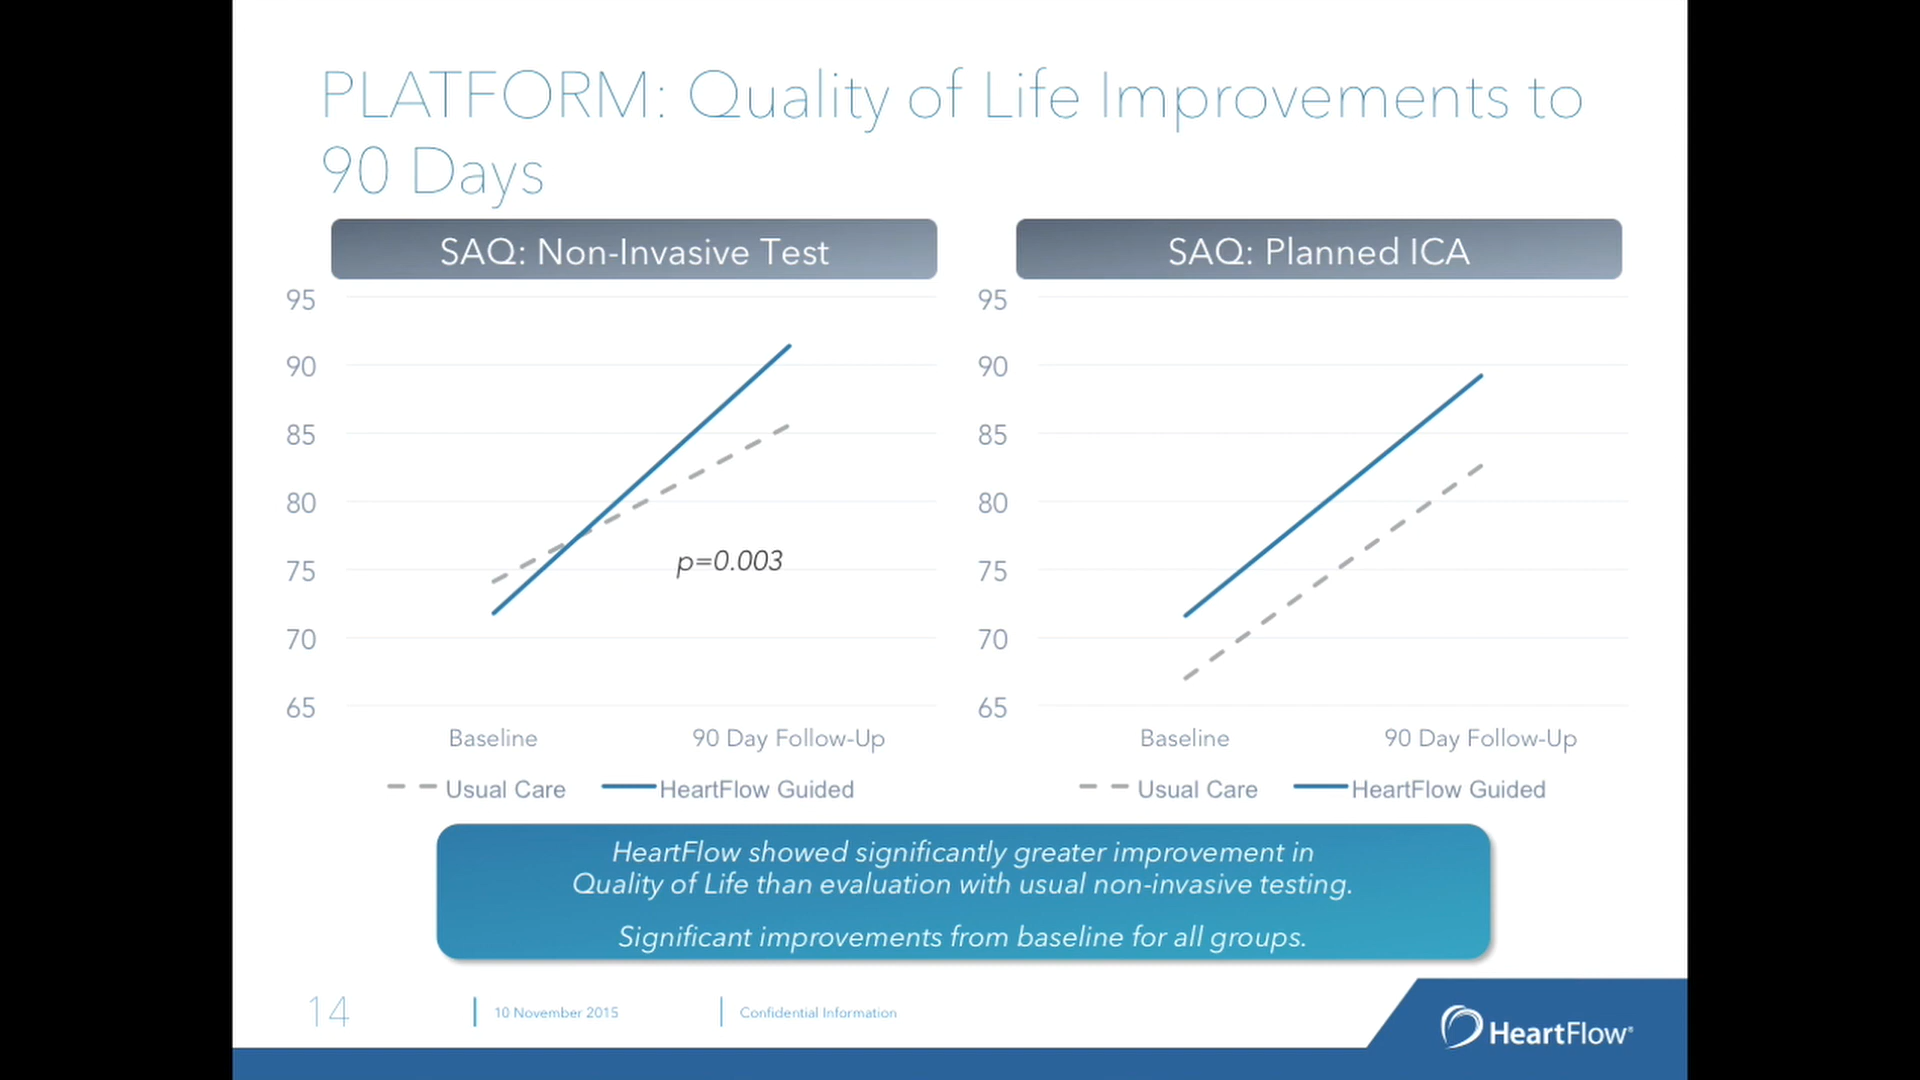 PLATFORM: Quality of Life Improvements to
90 Days
SAQ: Non-Invasive Test
95
90
85
80
75
70
65
p=0.003
Baseline
90 Day Follow-Up
Usual Care
HeartFlow Guided
SAQ: Planned ICA
95
90
85
80
75
70
65
Baseline
90 Day Follow-Up
Usual Care
HeartFlow Guided
HeartFlow showed significantly greater improvement in
Quality of Life than evaluation with usual non-invasive testing.
Significant improvements from baseline for all groups.
14
10 November 2015
Confidential Information
HeartFlow®